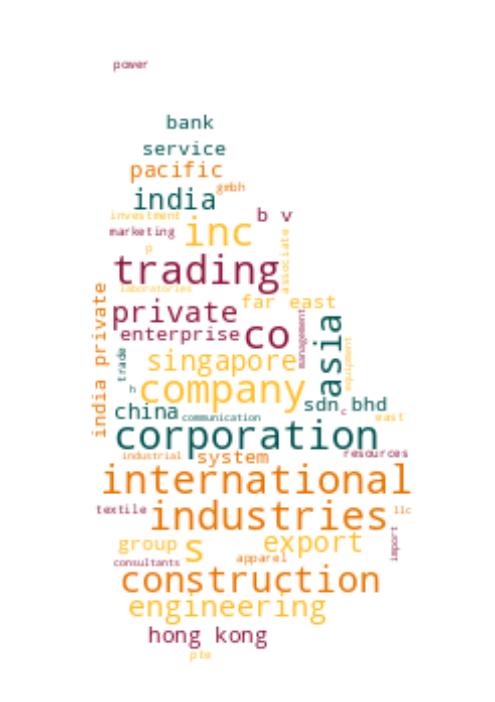 power
bank
service
pacific
gmbh
india
investment
b v
marketing
inc
associate
p
trading
laboratories
india private
far east
private
management
enterprise
co
asia
equipment
trade
singapore
h
company
sdn bhd
china
c
communication
east
corporation
industrial
system
resources
international
textile
industries
llc
import
group
s
export
consultants
apparel
construction
engineering
hong kong
pte